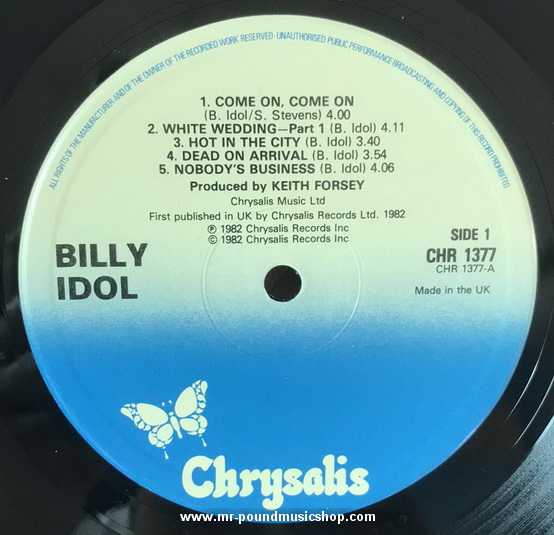 ALL RIGHTS OF THE MANUFACTURER AND OF THE OWNER OF THE RECORDED WORK RESERVED · UNAUTHORISED PUBLIC PERFORMANCE BROADCASTING AND COPYING OF THIS RECORD PROHIBITED
1. COME ON, COME ON
(B. Idol/S. Stevens) 4.00
2. WHITE WEDDING—Part 1 (B. Idol) 4.11
3. HOT IN THE CITY (B. Idol) 3.40
4. DEAD ON ARRIVAL (B. Idol) 3.54
5. NOBODY'S BUSINESS (B. Idol) 4.06
Produced by KEITH FORSEY
Chrysalis Music Ltd
First published in UK by Chrysalis Records Ltd. 1982
℗ 1982 Chrysalis Records Inc
© 1982 Chrysalis Records Inc
BILLY
IDOL
SIDE 1
CHR 1377
CHR 1377-A
Made in the UK
Chrysalis
www.mr-poundmusicshop.com